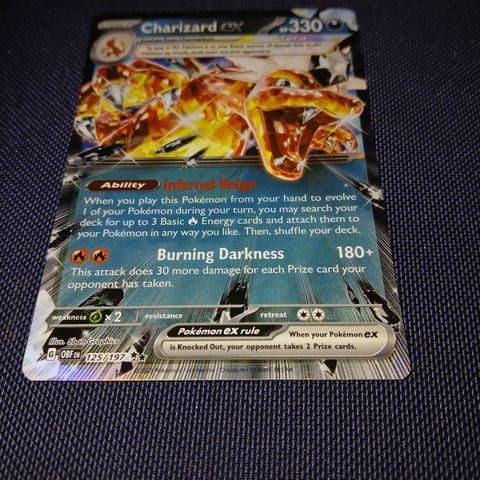 Charizard ex HP 330
Ability Infernal Reign
When you play this Pokémon from your hand to evolve
1 of your Pokémon during your turn, you may search your
deck for up to 3 Basic Energy cards and attach them to
your Pokémon in any way you like. Then, shuffle your deck.
Burning Darkness 180+
This attack does 30 more damage for each Prize card your
opponent has taken.
weakness ×2 resistance retreat
Illus. 5ban Graphics
Pokémon ex rule When your Pokémon ex
is Knocked Out, your opponent takes 2 Prize cards.
G OBF EN 125/197 ★★